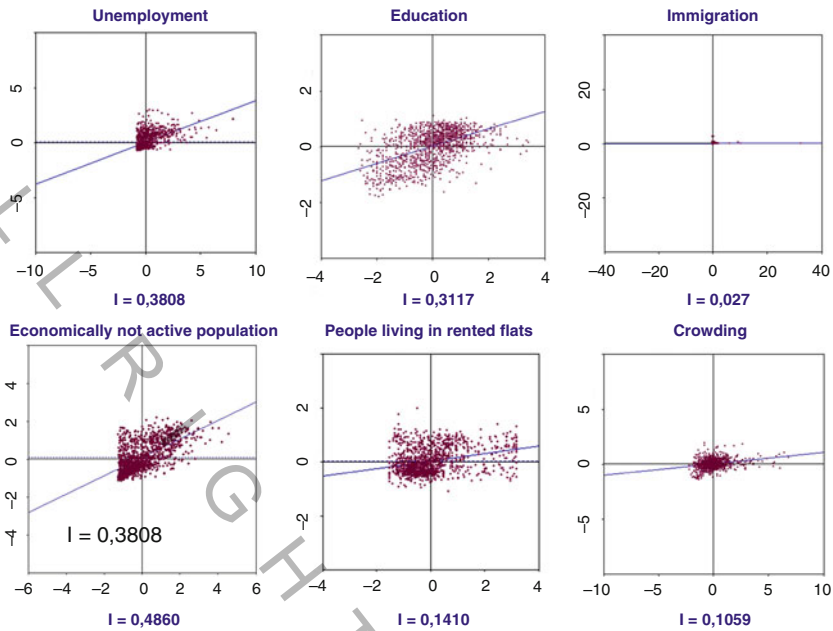 Unemployment
5
0
−5
−10 −5 0 5 10
I = 0,3808
Education
2
0
−2
−4 −2 0 2 4
I = 0,3117
Immigration
20
0
−20
−40 −20 0 20 40
I = 0,027
Economically not active population
4
2
0
−2
−4
I = 0,3808
−6 −4 −2 0 2 4 6
I = 0,4860
People living in rented flats
2
0
−2
−4 −2 0 2 4
I = 0,1410
Crowding
5
0
−5
−10 −5 0 5 10
I = 0,1059
L RIGHT